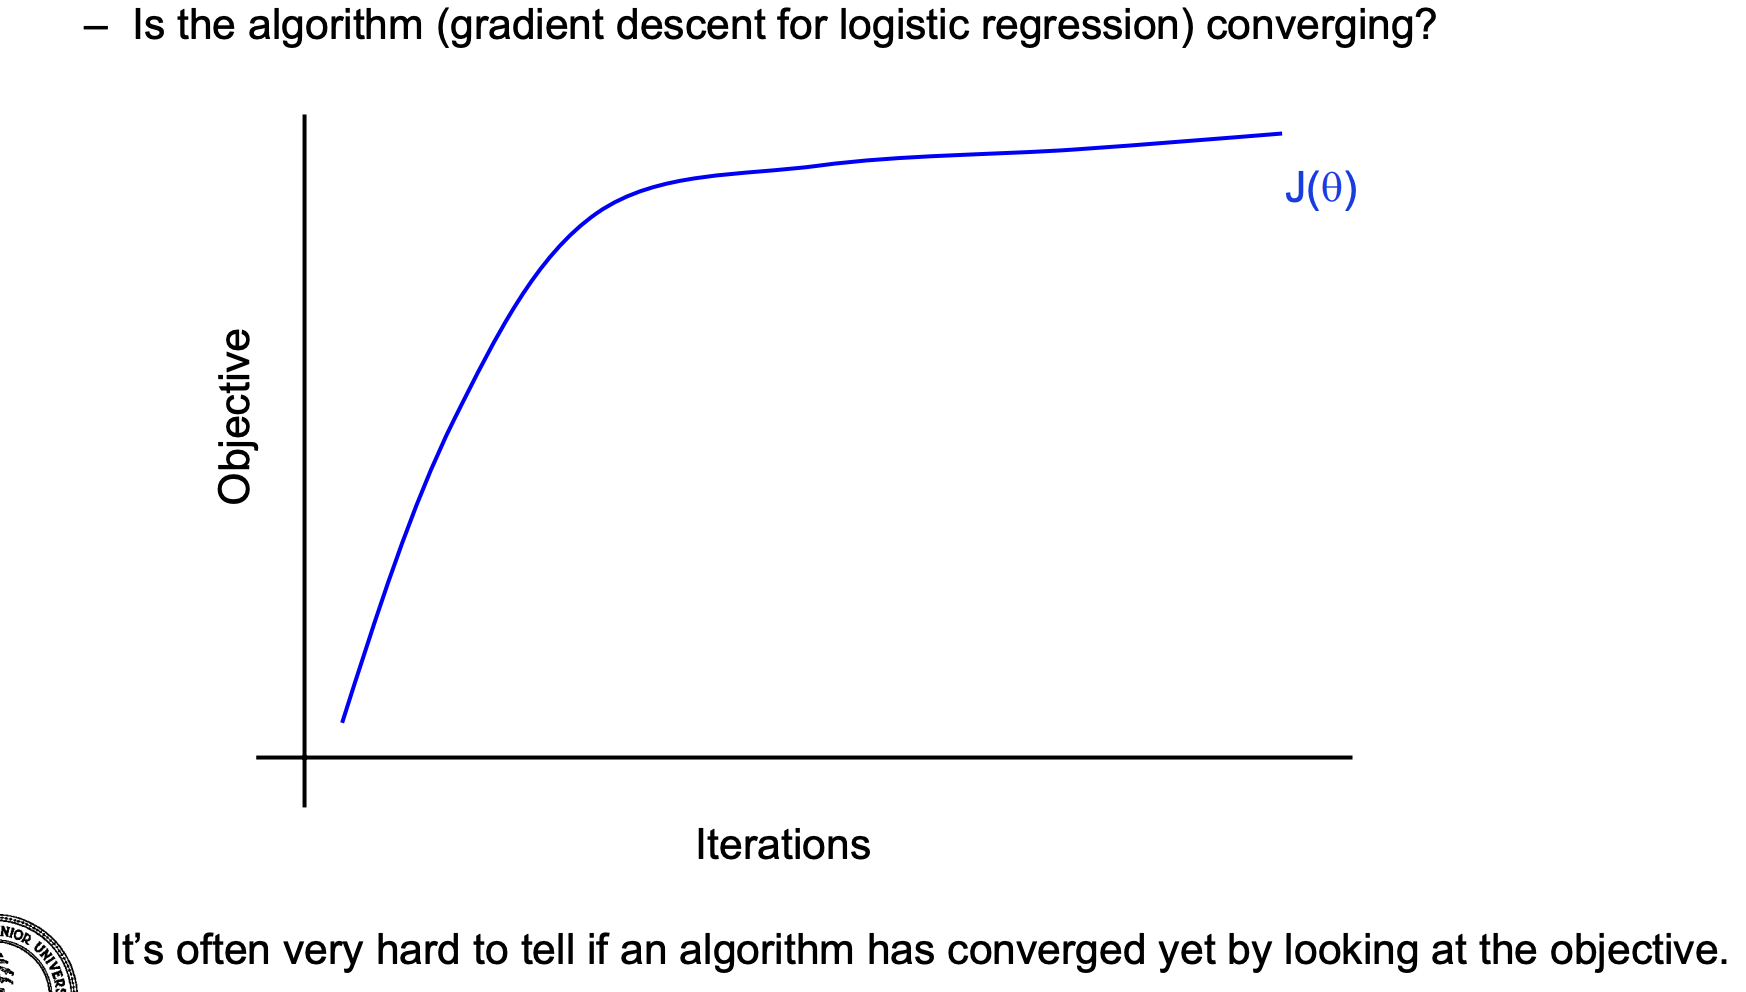 – Is the algorithm (gradient descent for logistic regression) converging?
J(θ)
Objective
Iterations
NIOR UNIVERS
It’s often very hard to tell if an algorithm has converged yet by looking at the objective.